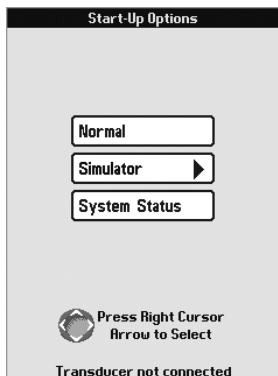 Start-Up Options
Normal
Simulator
System Status
Press Right Cursor
Arrow to Select
Transducer not connected